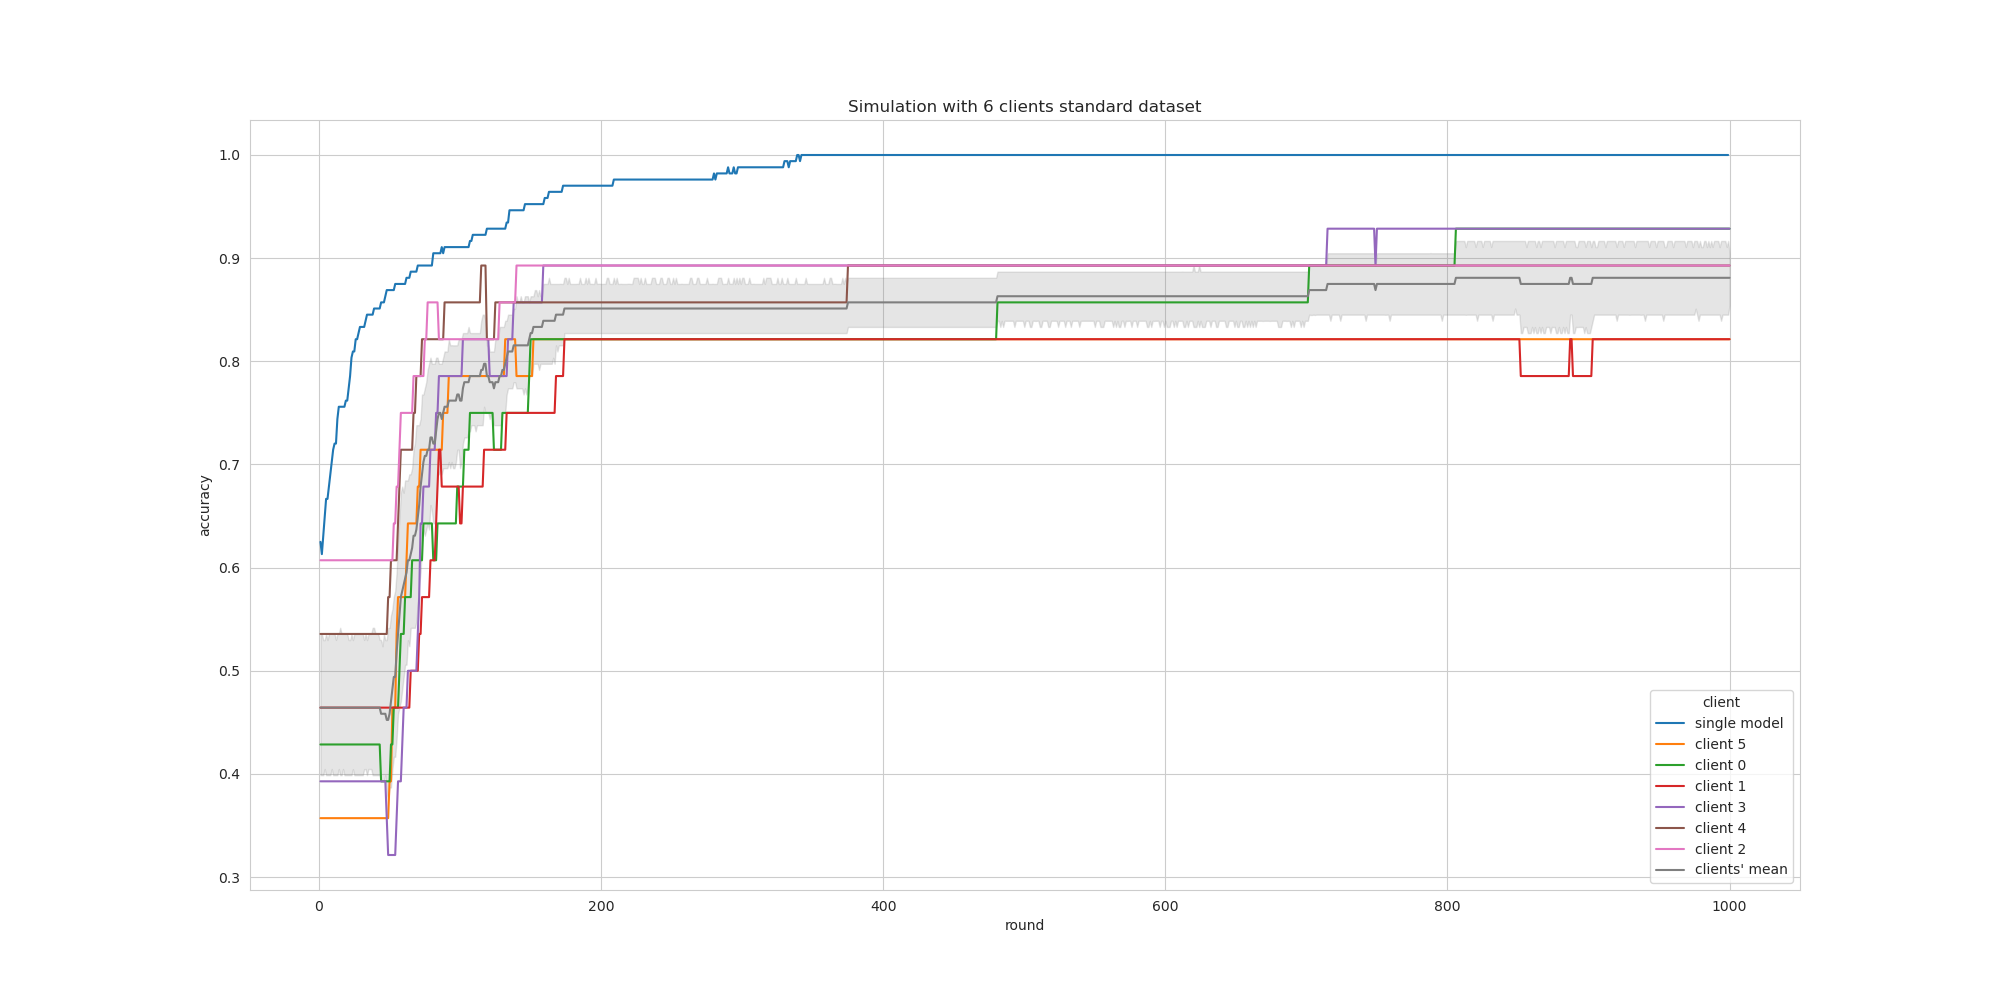 Simulation with 6 clients standard dataset
accuracy
1.0
0.9
0.8
0.7
0.6
0.5
0.4
0.3
0
200
400
600
800
1000
round
client
single model
client 5
client 0
client 1
client 3
client 4
client 2
clients' mean